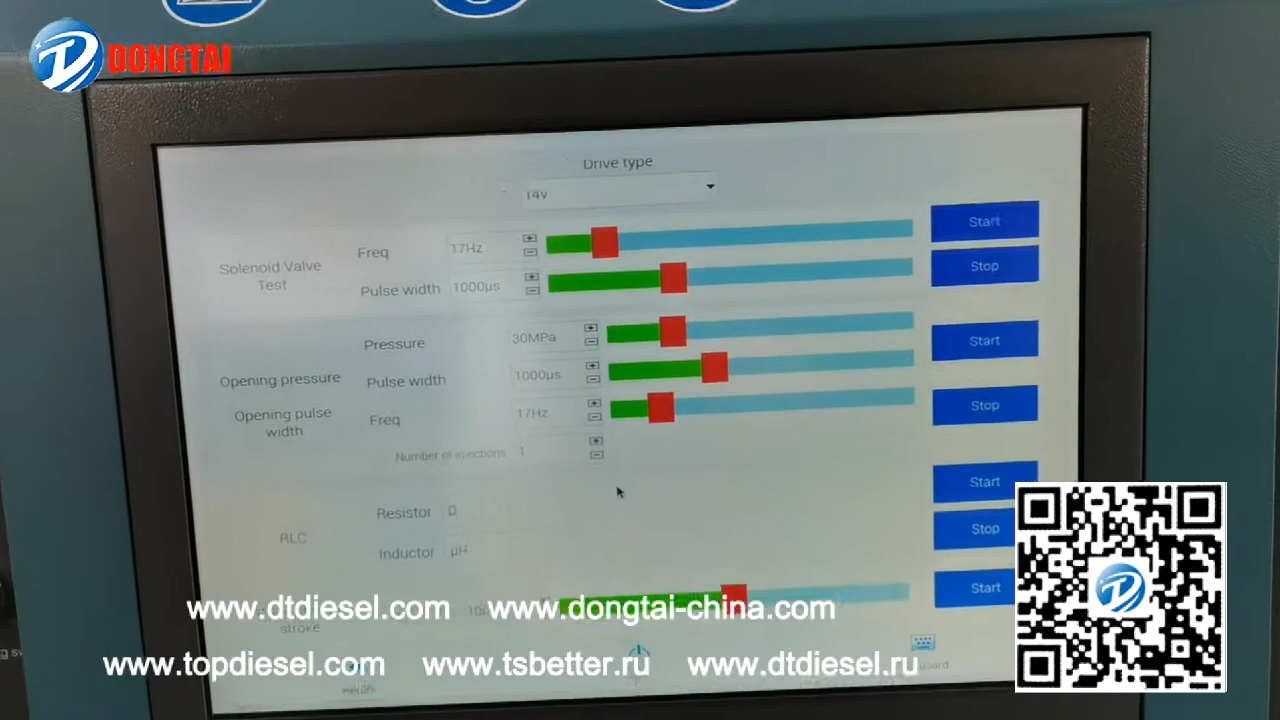 DONGTAI
Drive type
14V
Solenoid Valve Test
Freq 17Hz
Start
Pulse width 1000µs
Stop
Pressure 30MPa
Start
Opening pressure
Pulse width 1000µs
Opening pulse width
Freq 17Hz
Stop
Number of injections 1
RLC
Resistor Ω
Start
Inductor µH
Stop
Start
stroke
www.dtdiesel.com www.dongtai-china.com
www.topdiesel.com www.tsbetter.ru www.dtdiesel.ru